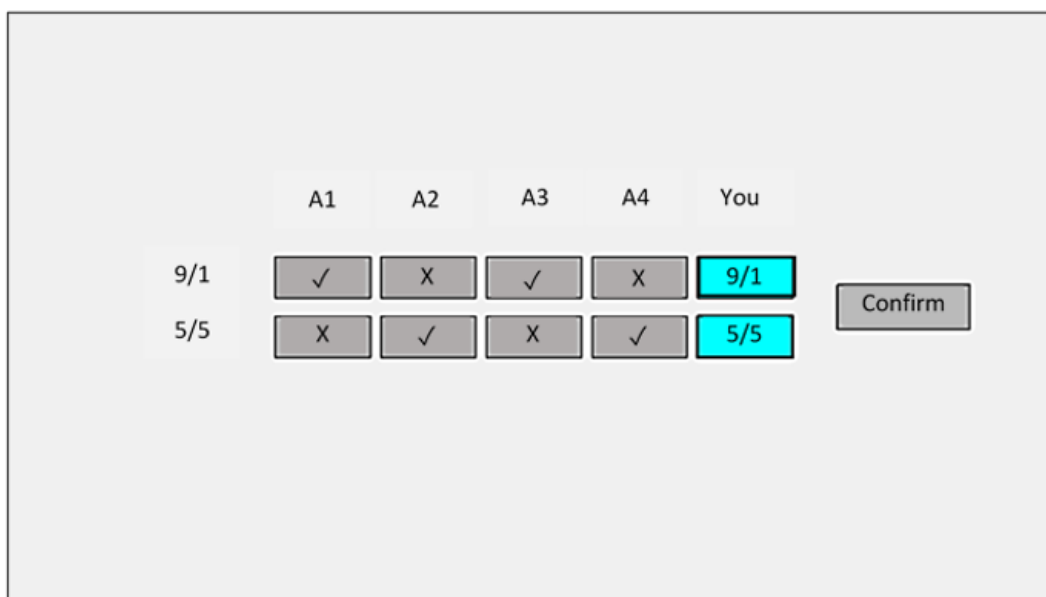 A1 A2 A3 A4 You
9/1 ✓ X ✓ X 9/1
Confirm
5/5 X ✓ X ✓ 5/5